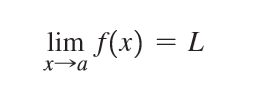 lim f(x) = L
x→a